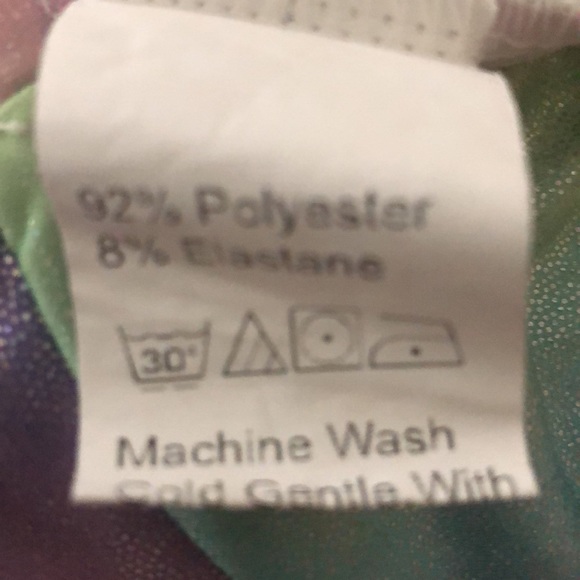 92% Polyester
8% Elastane
30°
Machine Wash
Cold Gentle With